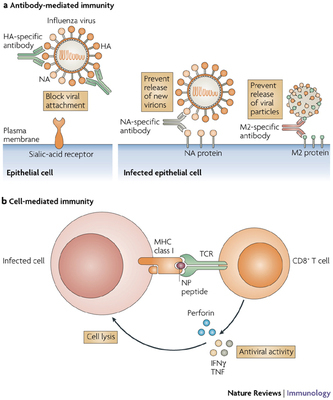 a Antibody-mediated immunity
Influenza virus
HA-specific
antibody
HA
NA
Block viral
attachment
Plasma
membrane
Sialic-acid receptor
Epithelial cell
Prevent
release
of new
virions
NA-specific
antibody
NA protein
Prevent
release of
viral
particles
M2-specific
antibody
M2 protein
Infected epithelial cell
b Cell-mediated immunity
Infected cell
MHC
class I
TCR
CD8+ T cell
NP
peptide
Perforin
Cell lysis
Antiviral activity
IFNγ
TNF
Nature Reviews | Immunology